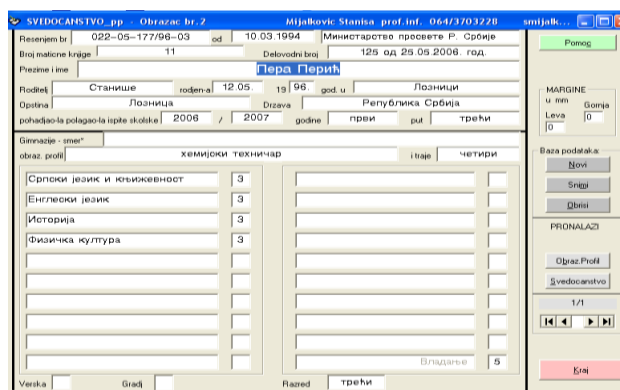 SVEDOCANSTVO_pp - Obrazac br.2 Mijalkovic Stanisa prof.inf. 064/3703228 smijalk...
Resenjem br 022-05-177/96-03 od 10.03.1994 Министарство просвете Р. Србије
Broj maticne knjige 11 Delovodni broj 125 од 25.05.2006. год.
Prezime i ime Пера Перић
Roditelj Станише rodjen-a 12.05. 19 96. god. u Лозници
Opstina Лозница Drzava Република Србија
pohadjao-la polagao-la ispite skolske 2006 / 2007 godine први put трећи
Gimnazije - smer*
obraz. profil хемијски техничар i traje четири
Српски језик и књижевност 3
Енглески језик 3
Историја 3
Физичка култура 3
Владање 5
Verska Gradj Razred трећи
Pomoc
MARGINE
u mm Gornja
Leva 0
0
Baza podataka:
Novi
Snimi
Obrisi
PRONALAZI
Obraz.Profil
Svedocanstvo
1/1
Kraj